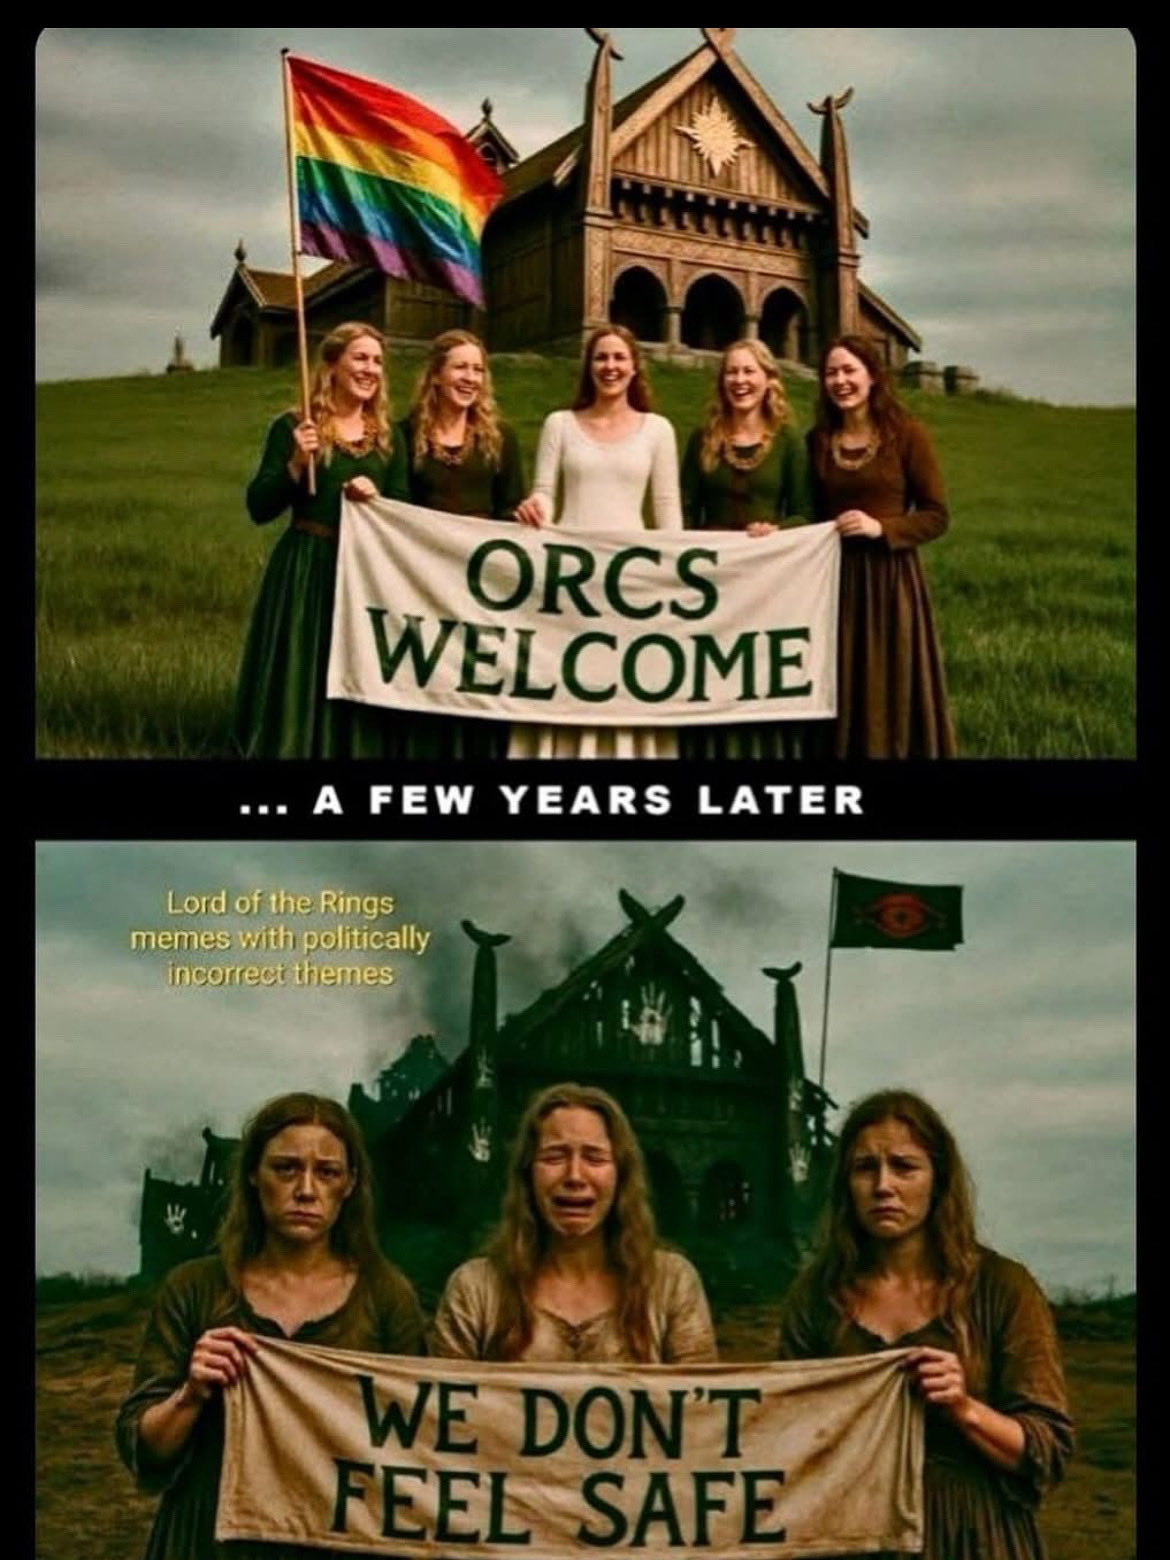 ORCS
WELCOME
... A FEW YEARS LATER
Lord of the Rings
memes with politically
incorrect themes
WE DON'T
FEEL SAFE